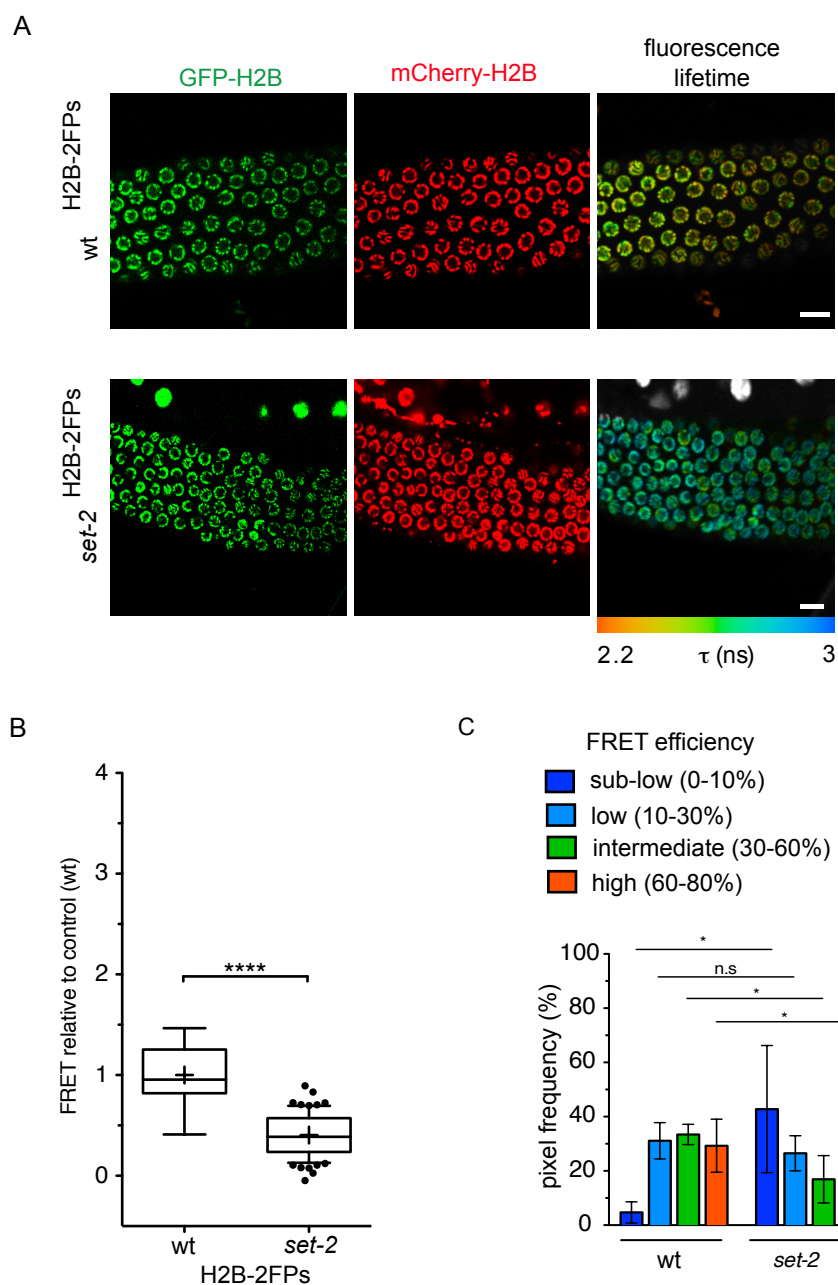 A
GFP-H2B
mCherry-H2B
fluorescence
lifetime
H2B-2FPs
wt
H2B-2FPs
set-2
2.2
τ (ns)
3
B
FRET relative to control (wt)
4
3
2
1
0
****
wt
set-2
H2B-2FPs
C
FRET efficiency
sub-low (0-10%)
low (10-30%)
intermediate (30-60%)
high (60-80%)
pixel frequency (%)
100
80
60
40
20
0
*
n.s
*
*
wt
set-2